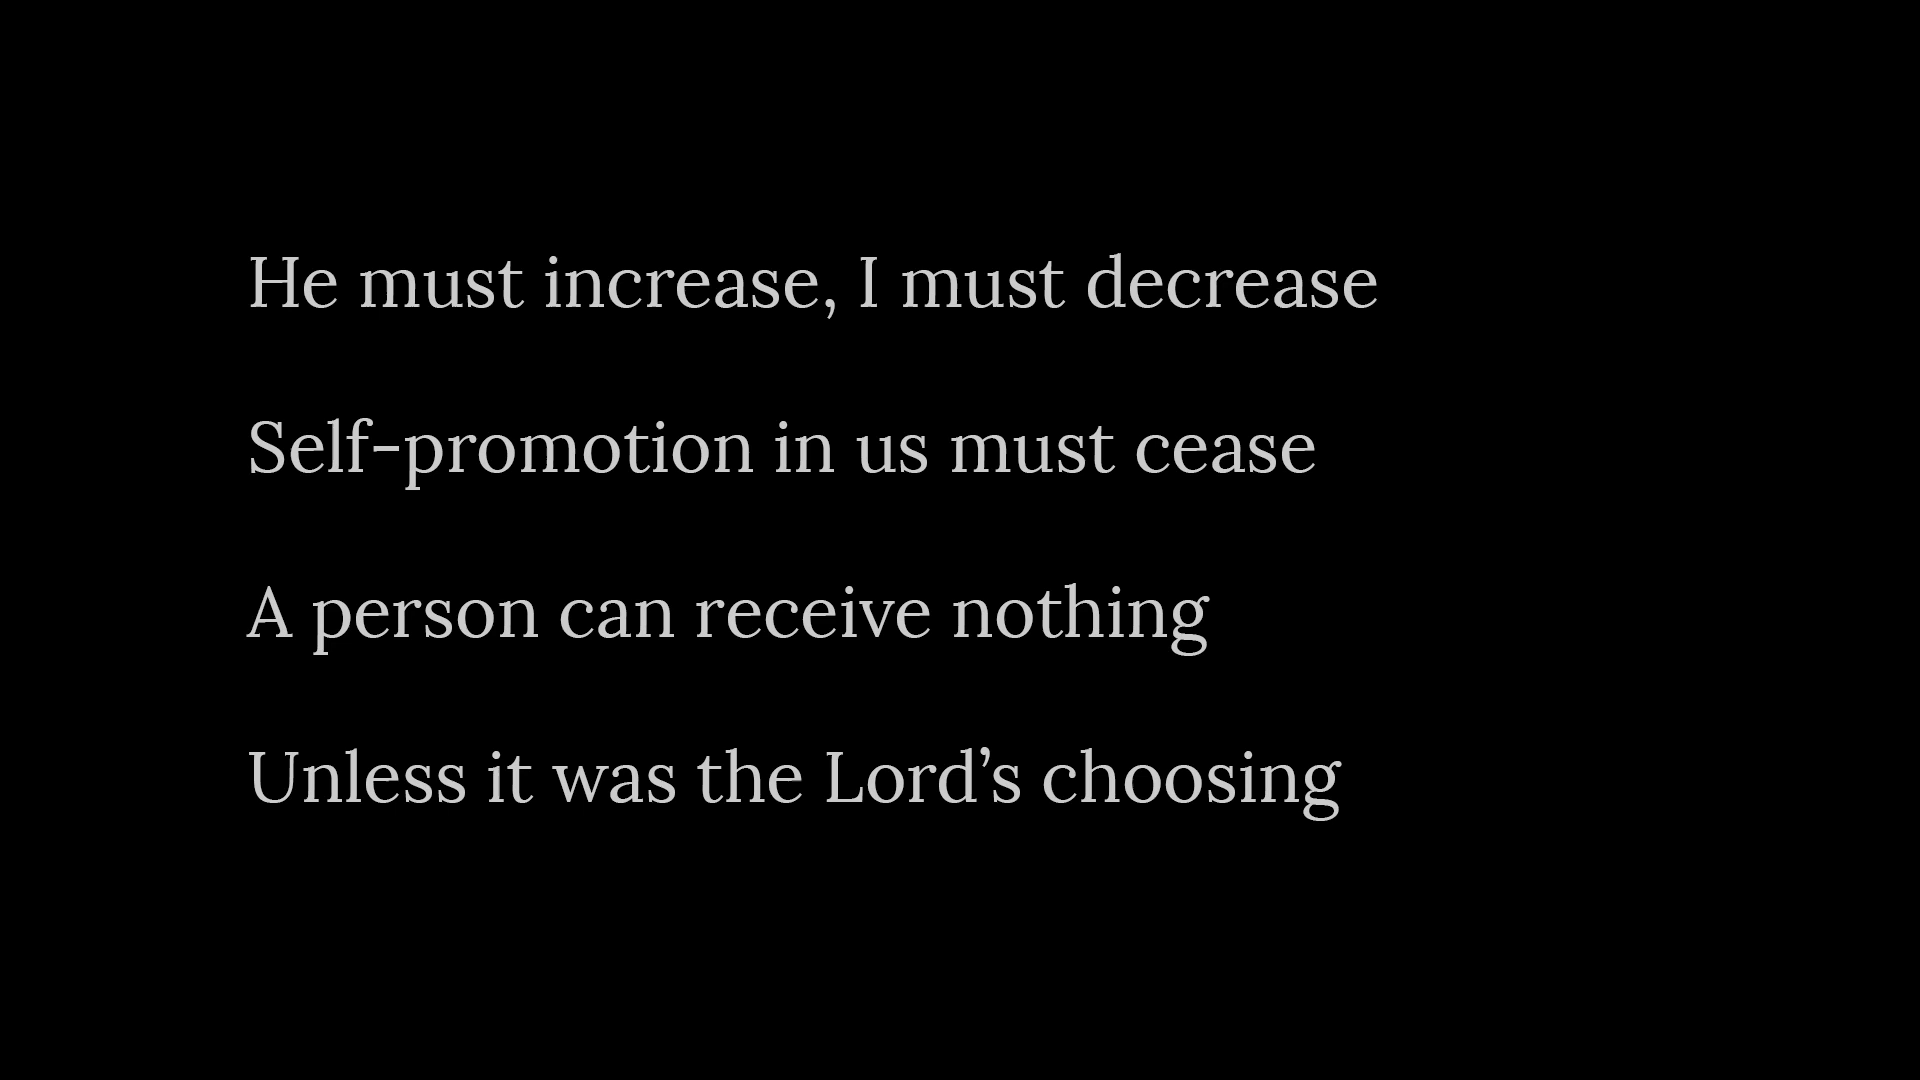 He must increase, I must decrease
Self-promotion in us must cease
A person can receive nothing
Unless it was the Lord’s choosing